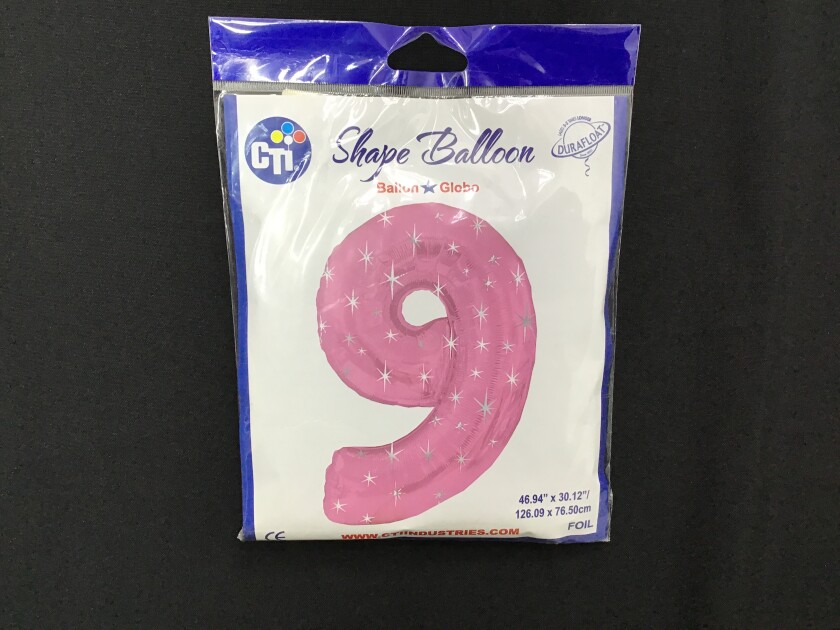 CTI
Shape Balloon
DURAFLOAT
Ballon ★ Globo
9
46.94" x 30.12"/
126.09 x 76.50cm
FOIL
CE
WWW.CTIINDUSTRIES.COM